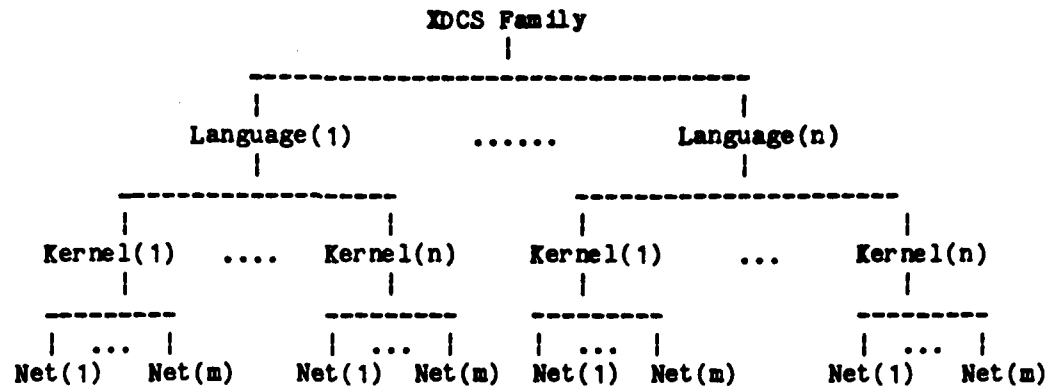 XDCS Family
Language(1) ...... Language(n)
Kernel(1) .... Kernel(n) Kernel(1) ... Kernel(n)
... ... ... ...
Net(1) Net(m) Net(1) Net(m) Net(1) Net(m) Net(1) Net(m)